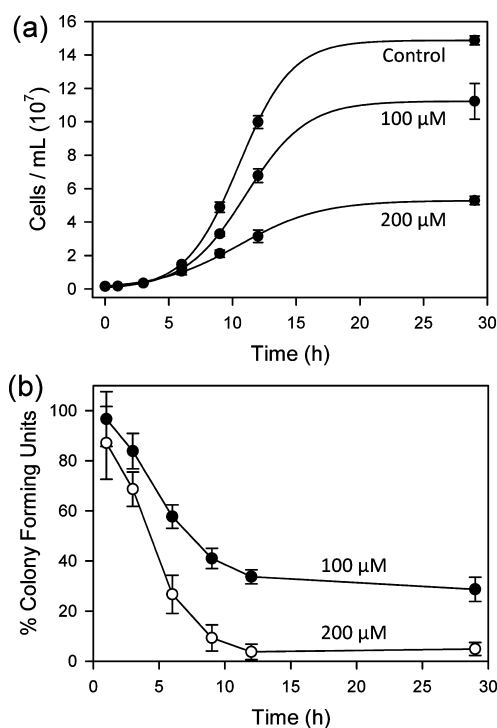 (a)
16
14
12
10
8
6
4
2
0
Cells / mL (10⁷)
Control
100 µM
200 µM
0 5 10 15 20 25 30
Time (h)
(b)
100
80
60
40
20
0
% Colony Forming Units
100 µM
200 µM
0 5 10 15 20 25 30
Time (h)